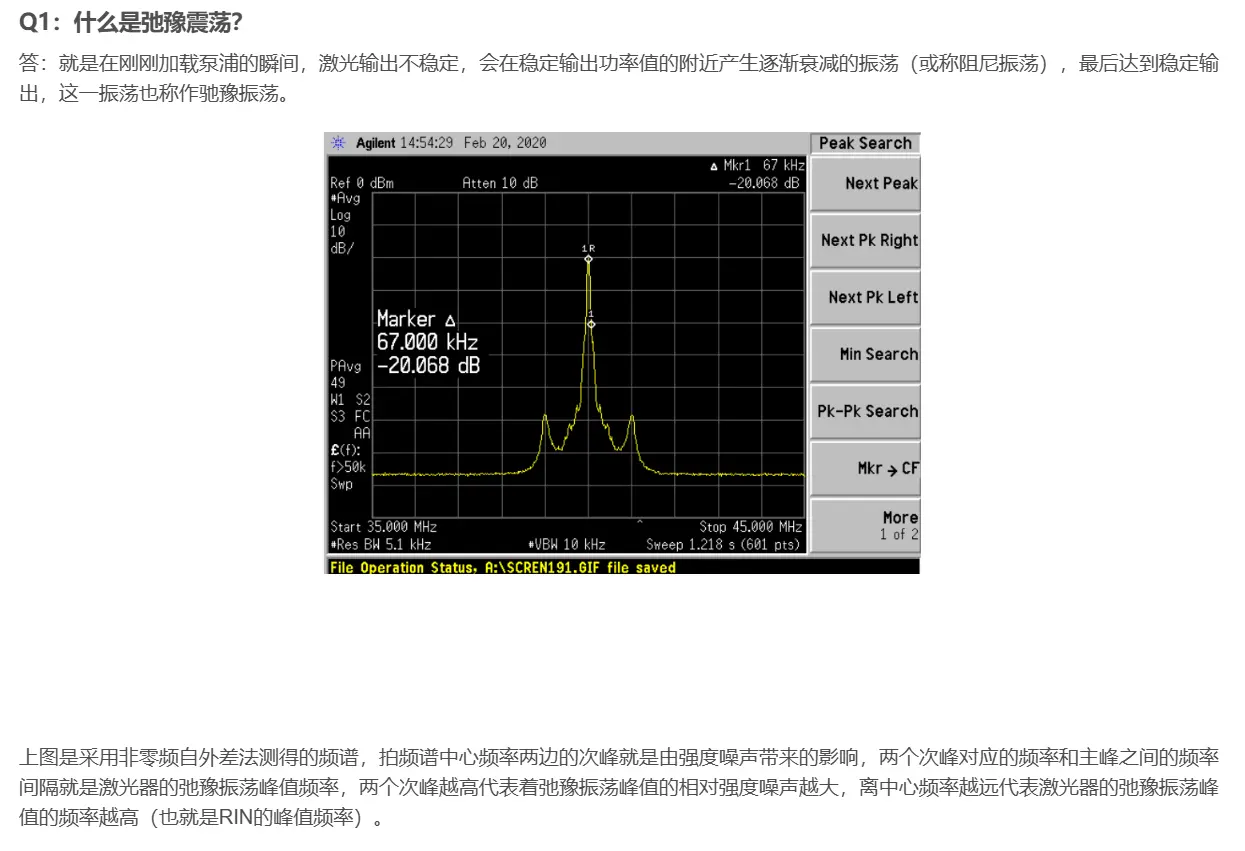 Q1：什么是弛豫震荡？
答：就是在刚刚加载泵浦的瞬间，激光输出不稳定，会在稳定输出功率值的附近产生逐渐衰减的振荡（或称阻尼振荡），最后达到稳定输
出，这一振荡也称作驰豫振荡。
Agilent 14:54:29 Feb 20, 2020
Peak Search
Δ Mkr1 67 kHz
Ref 0 dBm Atten 10 dB -20.068 dB
Next Peak
#Avg
Log
10
dB/
Next Pk Right
1R
Next Pk Left
1
Marker Δ
67.000 kHz
-20.068 dB
Min Search
PAvg
49
W1 S2
S3 FC
AA
Pk-Pk Search
£(f):
f>50k
Swp
Mkr → CF
Start 35.000 MHz Stop 45.000 MHz
#Res BW 5.1 kHz #VBW 10 kHz Sweep 1.218 s (601 pts)
More
1 of 2
File Operation Status, A:\SCREN191.GIF file saved
上图是采用非零频自外差法测得的频谱，拍频谱中心频率两边的次峰就是由强度噪声带来的影响，两个次峰对应的频率和主峰之间的频率
间隔就是激光器的弛豫振荡峰值频率，两个次峰越高代表着弛豫振荡峰值的相对强度噪声越大，离中心频率越远代表激光器的弛豫振荡峰
值的频率越高（也就是RIN的峰值频率）。